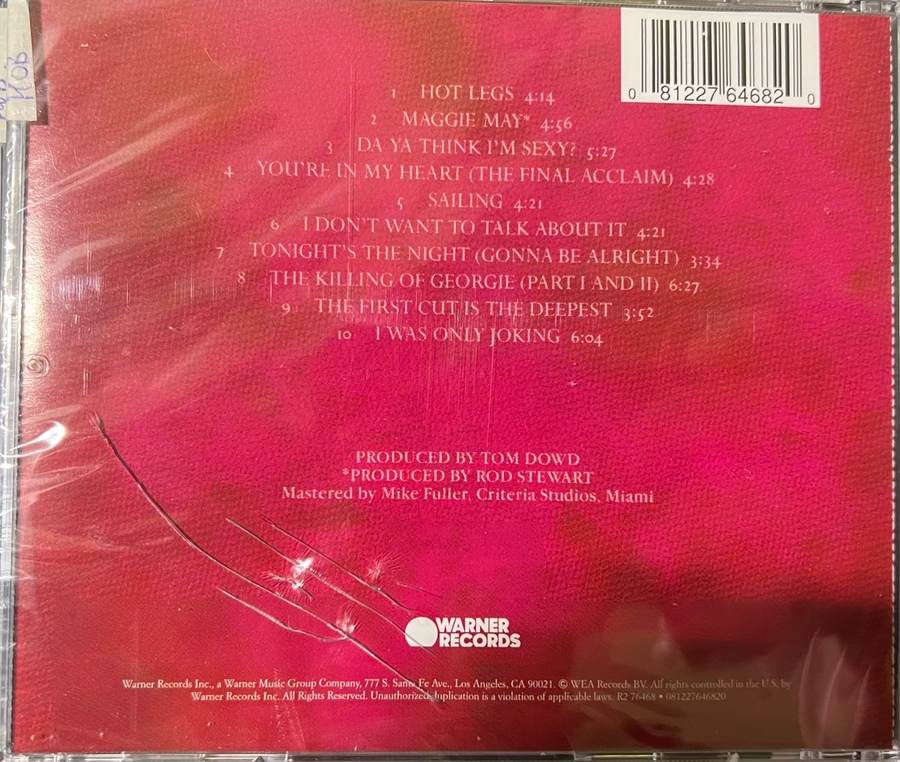 0 81227 64682 0
1 HOT LEGS 4:14
2 MAGGIE MAY* 4:56
3 DA YA THINK I'M SEXY? 5:27
4 YOU'RE IN MY HEART (THE FINAL ACCLAIM) 4:28
5 SAILING 4:21
6 I DON'T WANT TO TALK ABOUT IT 4:21
7 TONIGHT'S THE NIGHT (GONNA BE ALRIGHT) 3:34
8 THE KILLING OF GEORGIE (PART I AND II) 6:27
9 THE FIRST CUT IS THE DEEPEST 3:52
10 I WAS ONLY JOKING 6:04
PRODUCED BY TOM DOWD
*PRODUCED BY ROD STEWART
Mastered by Mike Fuller, Criteria Studios, Miami
WARNER
RECORDS
Warner Records Inc., a Warner Music Group Company, 777 S. Santa Fe Ave., Los Angeles, CA 90021. © WEA Records BV. All rights controlled in the U.S. by
Warner Records Inc. All Rights Reserved. Unauthorized duplication is a violation of applicable laws. R2 76468 • 081227646820